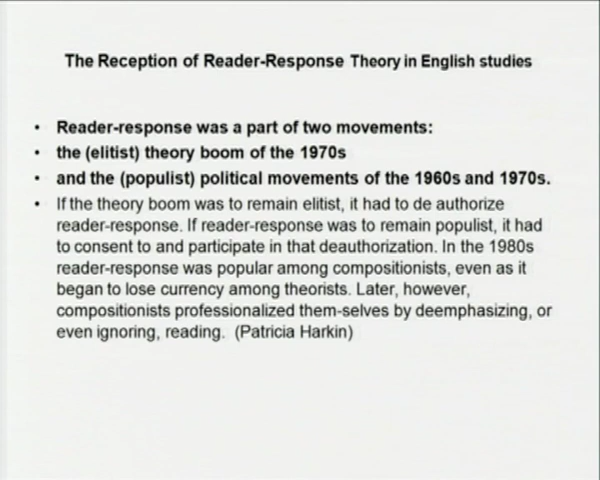 The Reception of Reader-Response Theory in English studies
• Reader-response was a part of two movements:
• the (elitist) theory boom of the 1970s
• and the (populist) political movements of the 1960s and 1970s.
• If the theory boom was to remain elitist, it had to de authorize
reader-response. If reader-response was to remain populist, it had
to consent to and participate in that deauthorization. In the 1980s
reader-response was popular among compositionists, even as it
began to lose currency among theorists. Later, however,
compositionists professionalized them-selves by deemphasizing, or
even ignoring, reading. (Patricia Harkin)